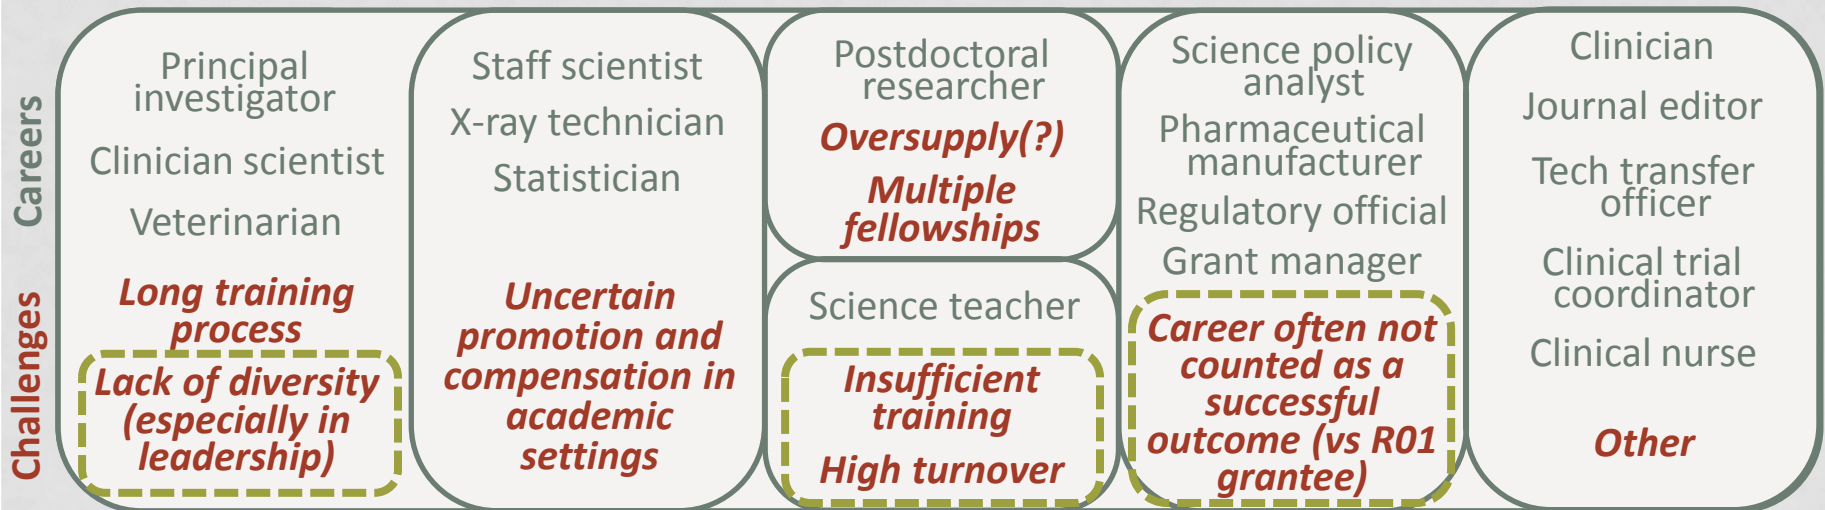 Careers
Challenges
Principal
investigator
Clinician scientist
Veterinarian
Long training
process
Lack of diversity
(especially in
leadership)
Staff scientist
X-ray technician
Statistician
Uncertain
promotion and
compensation in
academic
settings
Postdoctoral
researcher
Oversupply(?)
Multiple
fellowships
Science teacher
Insufficient
training
High turnover
Science policy
analyst
Pharmaceutical
manufacturer
Regulatory official
Grant manager
Career often not
counted as a
successful
outcome (vs R01
grantee)
Clinician
Journal editor
Tech transfer
officer
Clinical trial
coordinator
Clinical nurse
Other